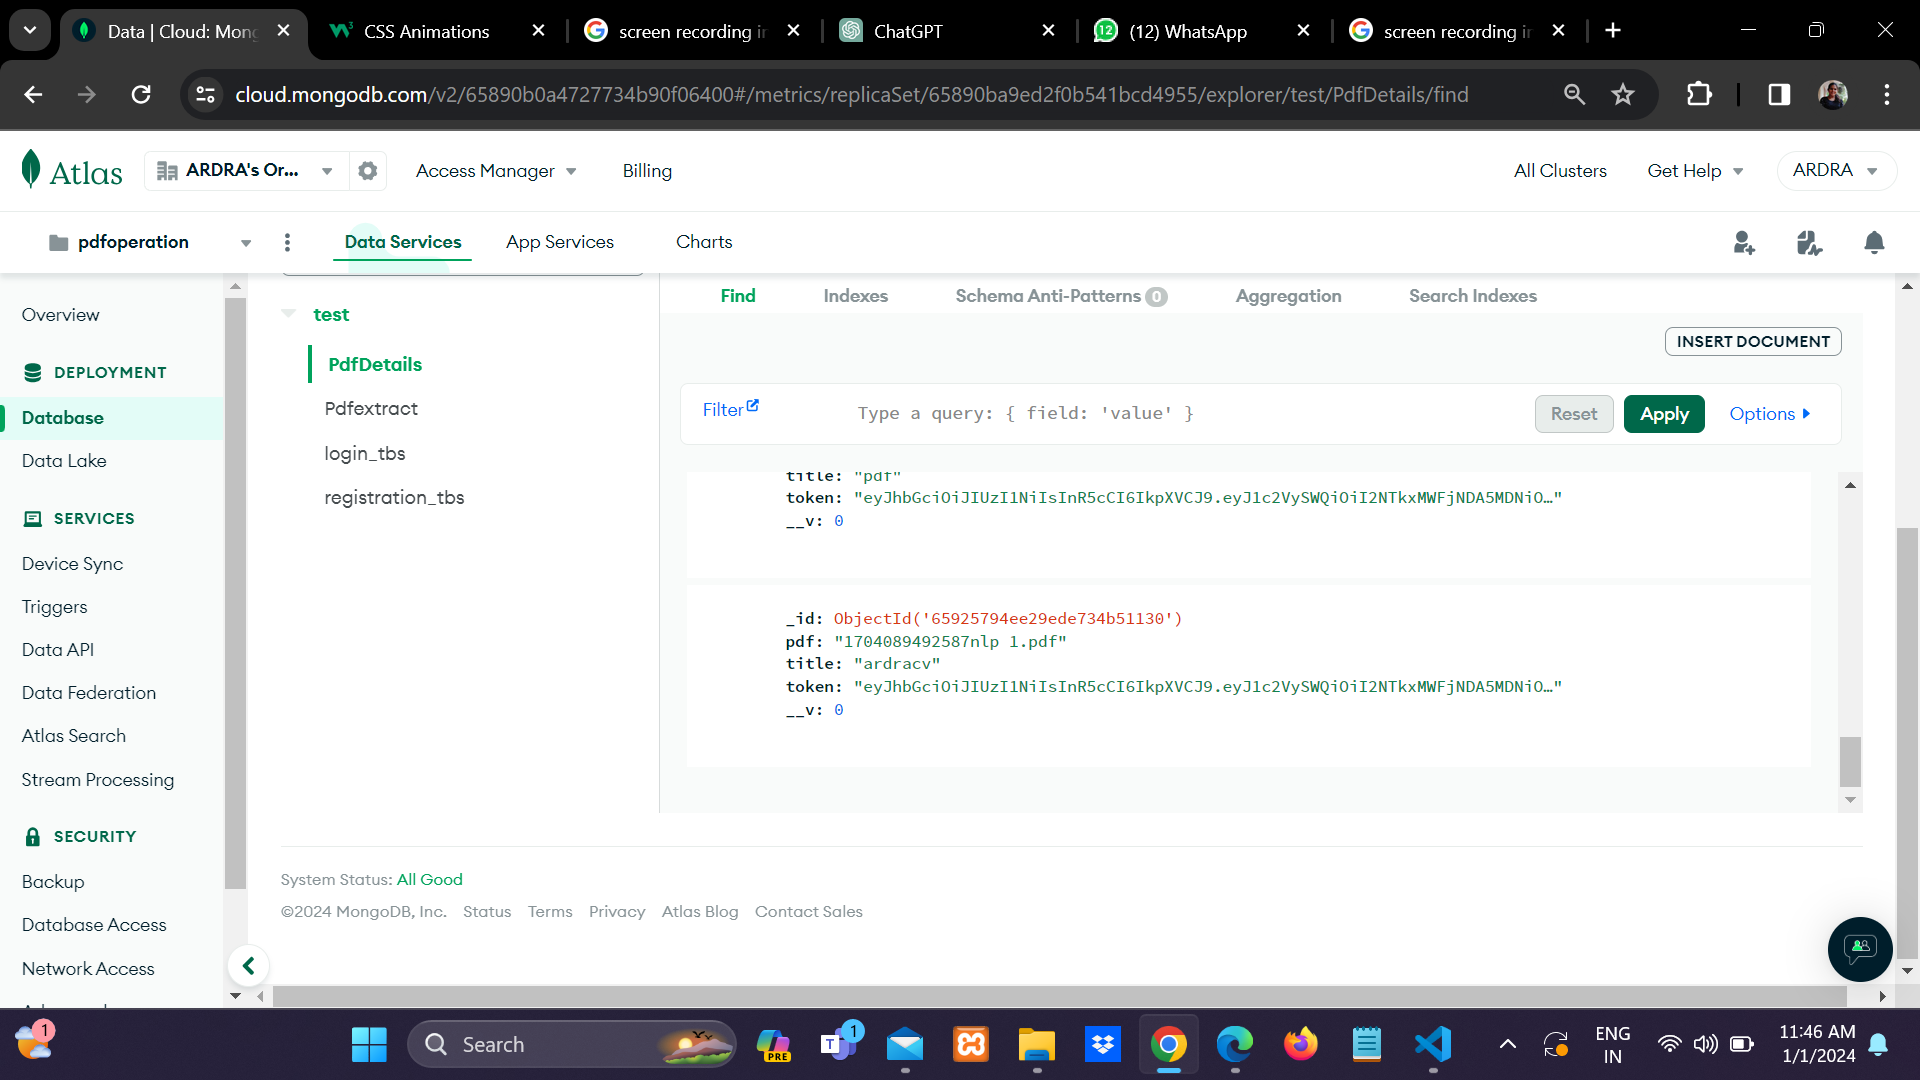 Data | Cloud: Mong
CSS Animations
screen recording in
ChatGPT
12
(12) WhatsApp
screen recording in
cloud.mongodb.com/v2/65890b0a4727734b90f06400#/metrics/replicaSet/65890ba9ed2f0b541bcd4955/explorer/test/PdfDetails/find
Atlas
ARDRA's Or...
Access Manager
Billing
All Clusters
Get Help
ARDRA
pdfoperation
Data Services
App Services
Charts
Overview
DEPLOYMENT
Database
Data Lake
SERVICES
Device Sync
Triggers
Data API
Data Federation
Atlas Search
Stream Processing
SECURITY
Backup
Database Access
Network Access
test
PdfDetails
Pdfextract
login_tbs
registration_tbs
Find
Indexes
Schema Anti-Patterns 0
Aggregation
Search Indexes
INSERT DOCUMENT
Filter
Type a query: { field: 'value' }
Reset
Apply
Options
title: "pdf"
token: "eyJhbGciOiJIUzI1NiIsInR5cCI6IkpXVCJ9.eyJ1c2VySWQiOiI2NTkxMWFjNDA5MDNiO…"
__v: 0
_id: ObjectId('65925794ee29ede734b51130')
pdf: "1704089492587nlp 1.pdf"
title: "ardracv"
token: "eyJhbGciOiJIUzI1NiIsInR5cCI6IkpXVCJ9.eyJ1c2VySWQiOiI2NTkxMWFjNDA5MDNiO…"
__v: 0
System Status: All Good
©2024 MongoDB, Inc.
Status
Terms
Privacy
Atlas Blog
Contact Sales
1
Search
PRE
T
1
ENG
IN
11:46 AM
1/1/2024